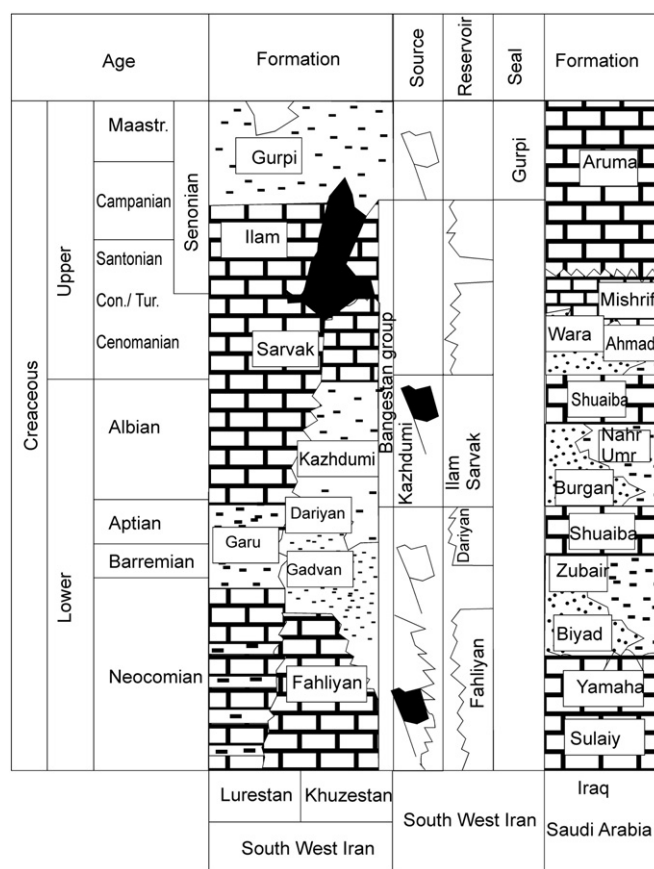 Age
Formation
Source
Reservoir
Seal
Formation
Creaceous
Upper
Lower
Maastr.
Campanian
Santonian
Con./ Tur.
Cenomanian
Senonian
Albian
Aptian
Barremian
Neocomian
Gurpi
Ilam
Sarvak
Kazhdumi
Dariyan
Garu
Gadvan
Fahliyan
Bangestan group
Kazhdumi
Ilam
Sarvak
Dariyan
Fahliyan
Gurpi
Aruma
Mishrif
Wara
Ahmad
Shuaiba
Nahr
Umr
Burgan
Shuaiba
Zubair
Biyad
Yamaha
Sulaiy
Lurestan
Khuzestan
South West Iran
South West Iran
Iraq
Saudi Arabia